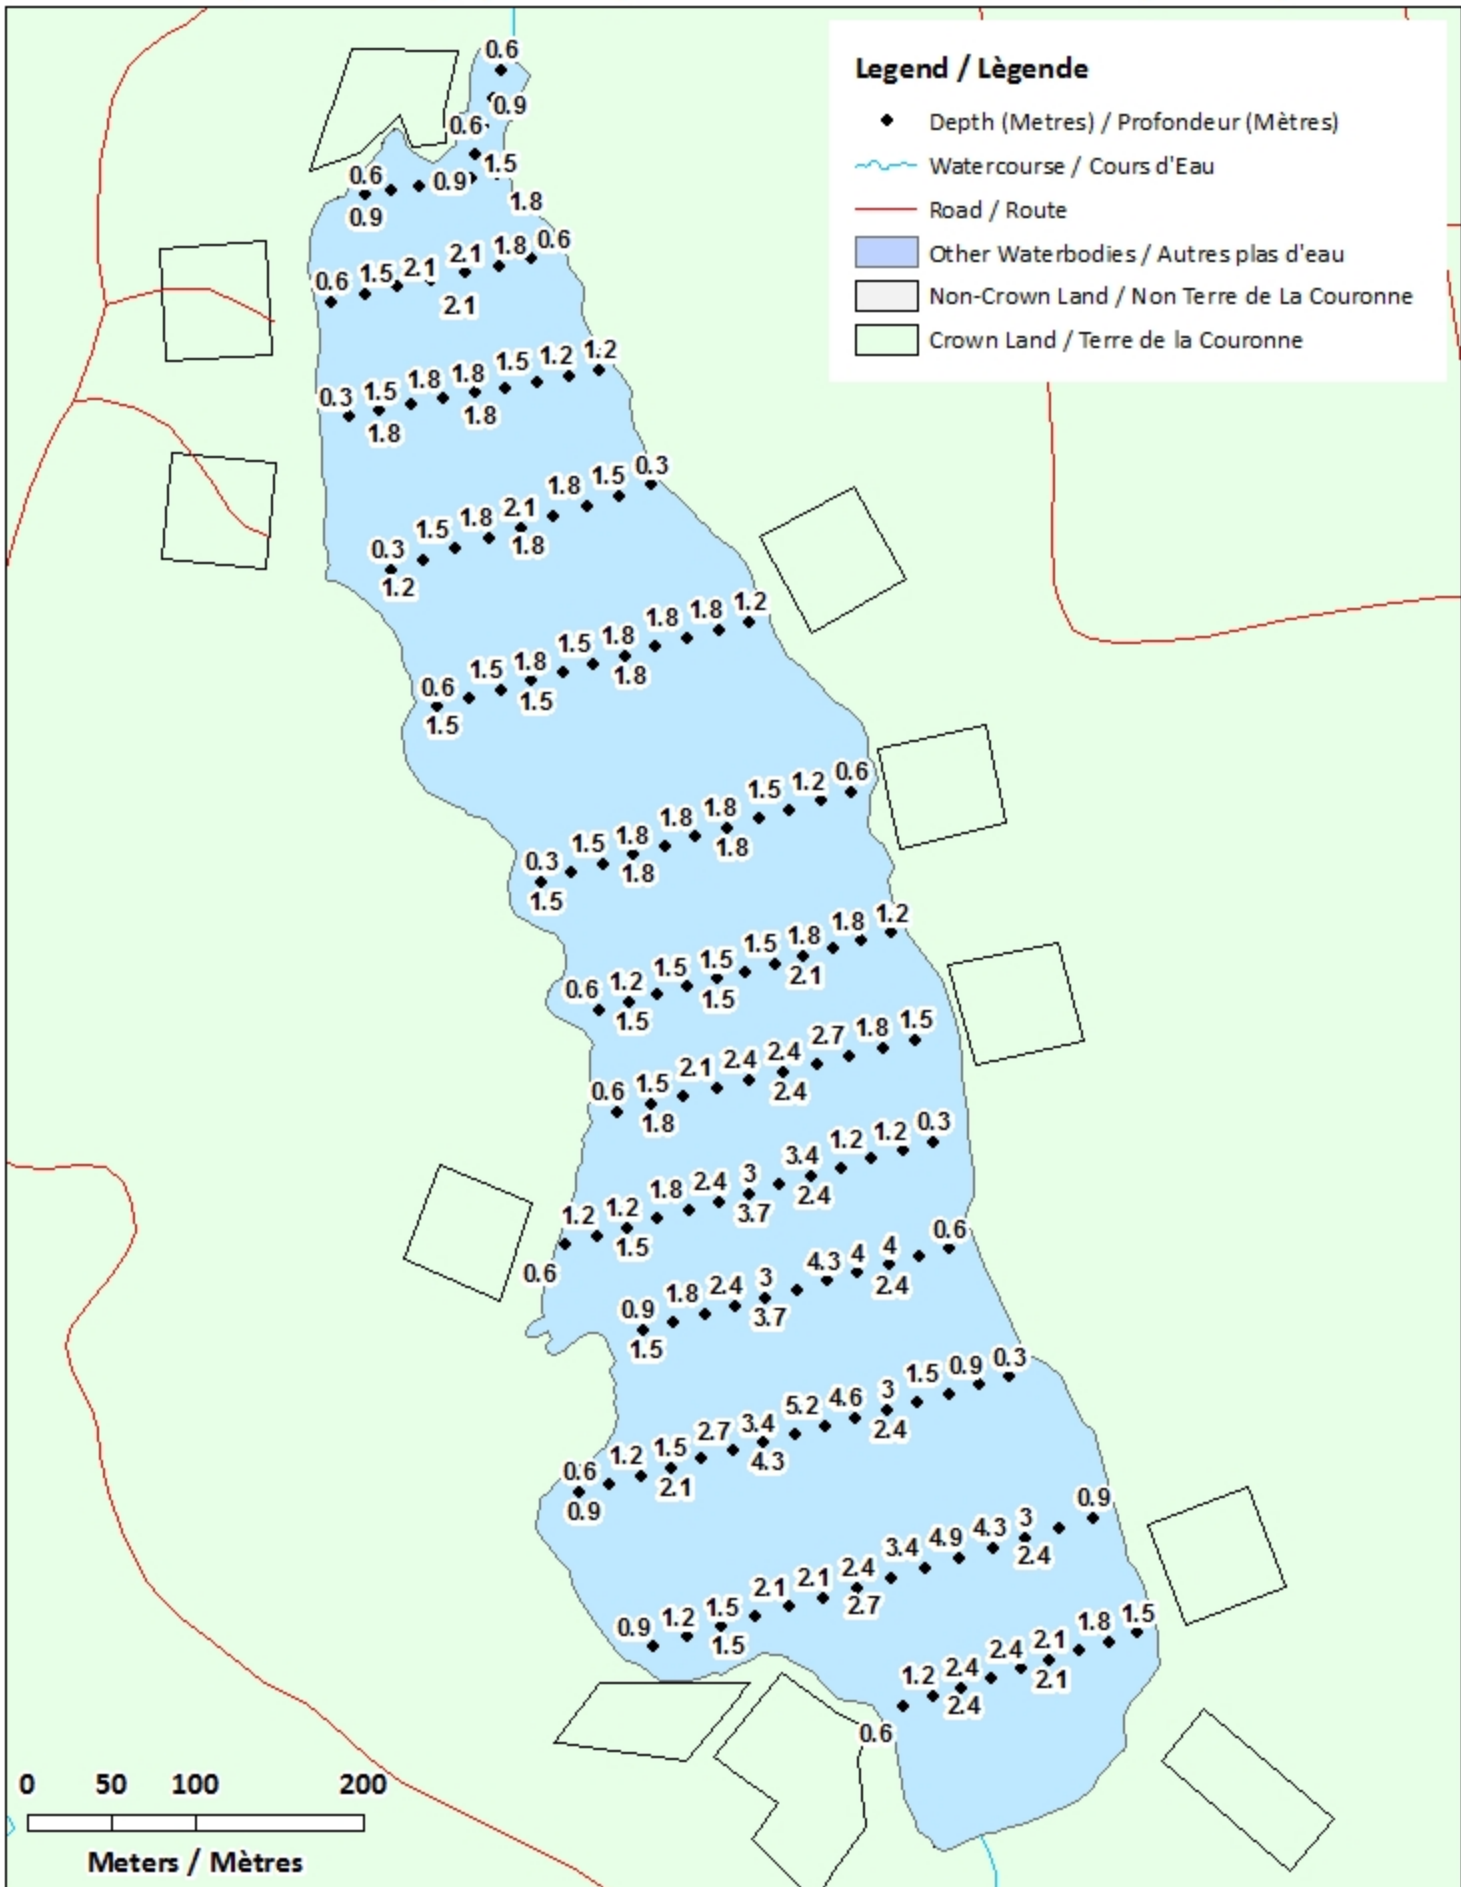 0.6
0.9
0.6
1.5
0.6
0.9
0.9
1.8
Legend / Lègende
Depth (Metres) / Profondeur (Mètres)
Watercourse / Cours d'Eau
Road / Route
Other Waterbodies / Autres plas d'eau
Non-Crown Land / Non Terre de La Couronne
Crown Land / Terre de la Couronne
0.6 1.5 2.1 2.1 1.8 0.6
2.1
0.3 1.5 1.8 1.8 1.5 1.2 1.2
1.8 1.8
0.3 1.5 1.8 2.1 1.8 1.5 0.3
1.2 1.8
0.6 1.5 1.8 1.5 1.8 1.8 1.8 1.2
1.5 1.5 1.8
0.3 1.5 1.8 1.8 1.8 1.5 1.2 0.6
1.5 1.8 1.8
0.6 1.2 1.5 1.5 1.5 1.8 1.8 1.2
1.5 1.5 2.1
0.6 1.5 2.1 2.4 2.4 2.7 1.8 1.5
1.8 2.4
1.2 1.2 1.8 2.4 3 3.4 1.2 1.2 0.3
0.6 1.5 3.7 2.4
0.9 1.8 2.4 3 4.3 4 4 0.6
1.5 3.7 2.4
0.6 1.2 1.5 2.7 3.4 5.2 4.6 3 1.5 0.9 0.3
0.9 2.1 4.3 2.4
0.9 1.2 1.5 2.1 2.1 2.4 3.4 4.9 4.3 3 0.9
1.5 2.7 2.4
1.2 2.4 2.4 2.1 1.8 1.5
0.6 2.4 2.1
0 50 100 200
Meters / Mètres